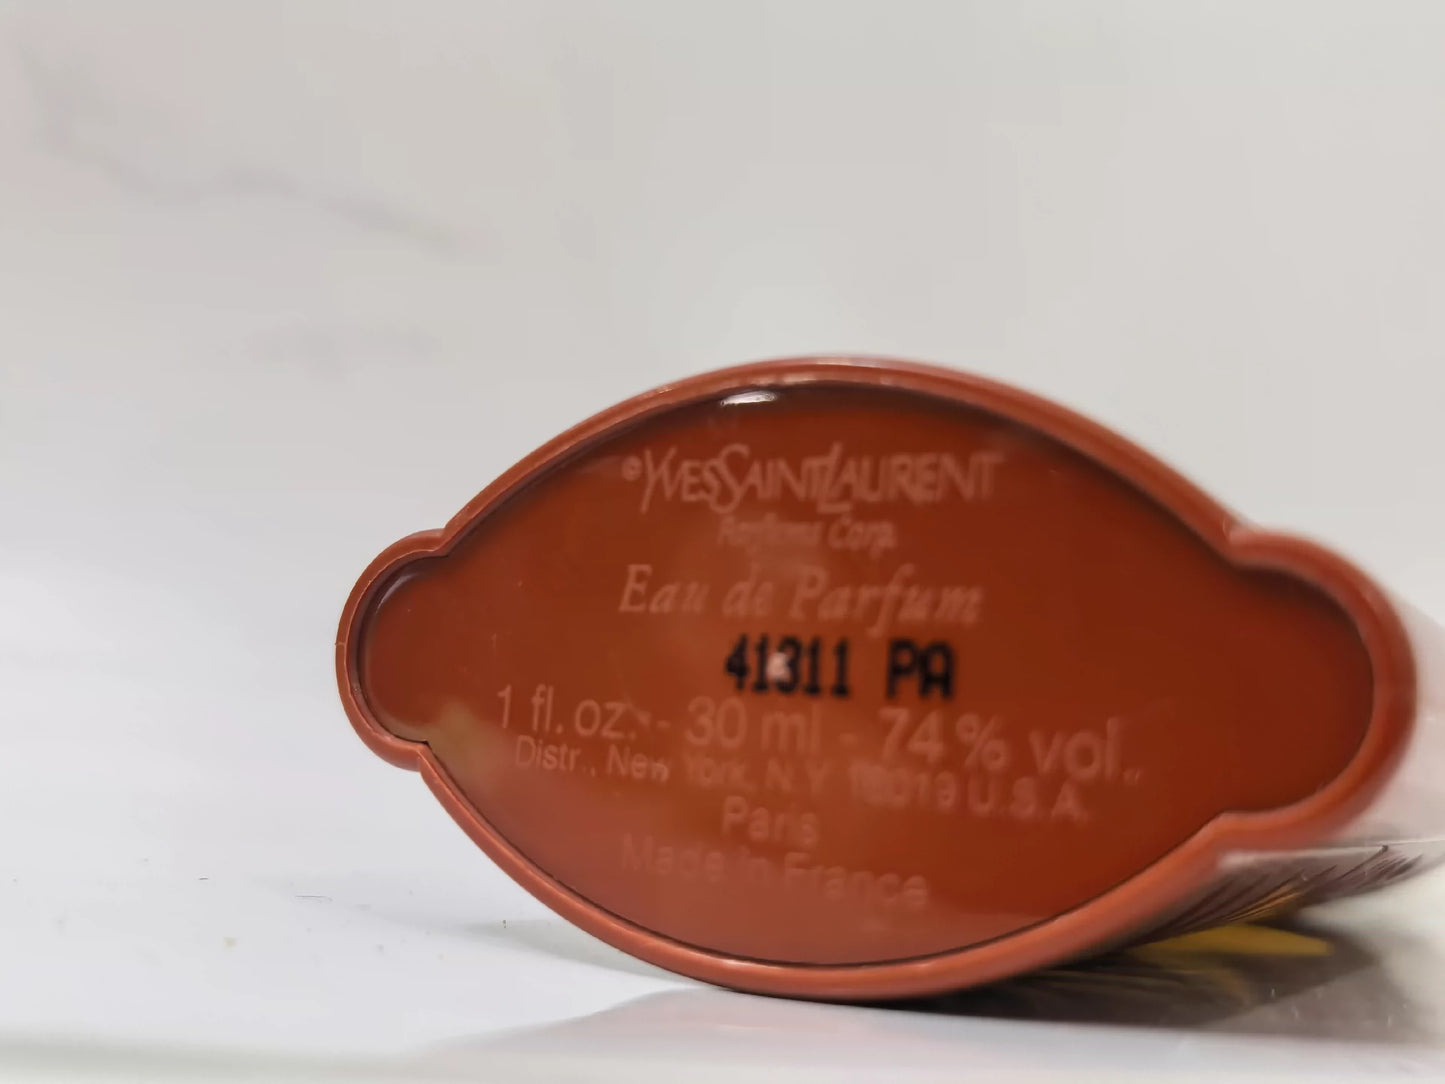 © YVESSAINTLAURENT
Parfums Corp.
Eau de Parfum
41311 PA
1 fl. oz. - 30 ml - 74% vol.
Distr., New York, N.Y. 10019 U.S.A.
Paris
Made in France